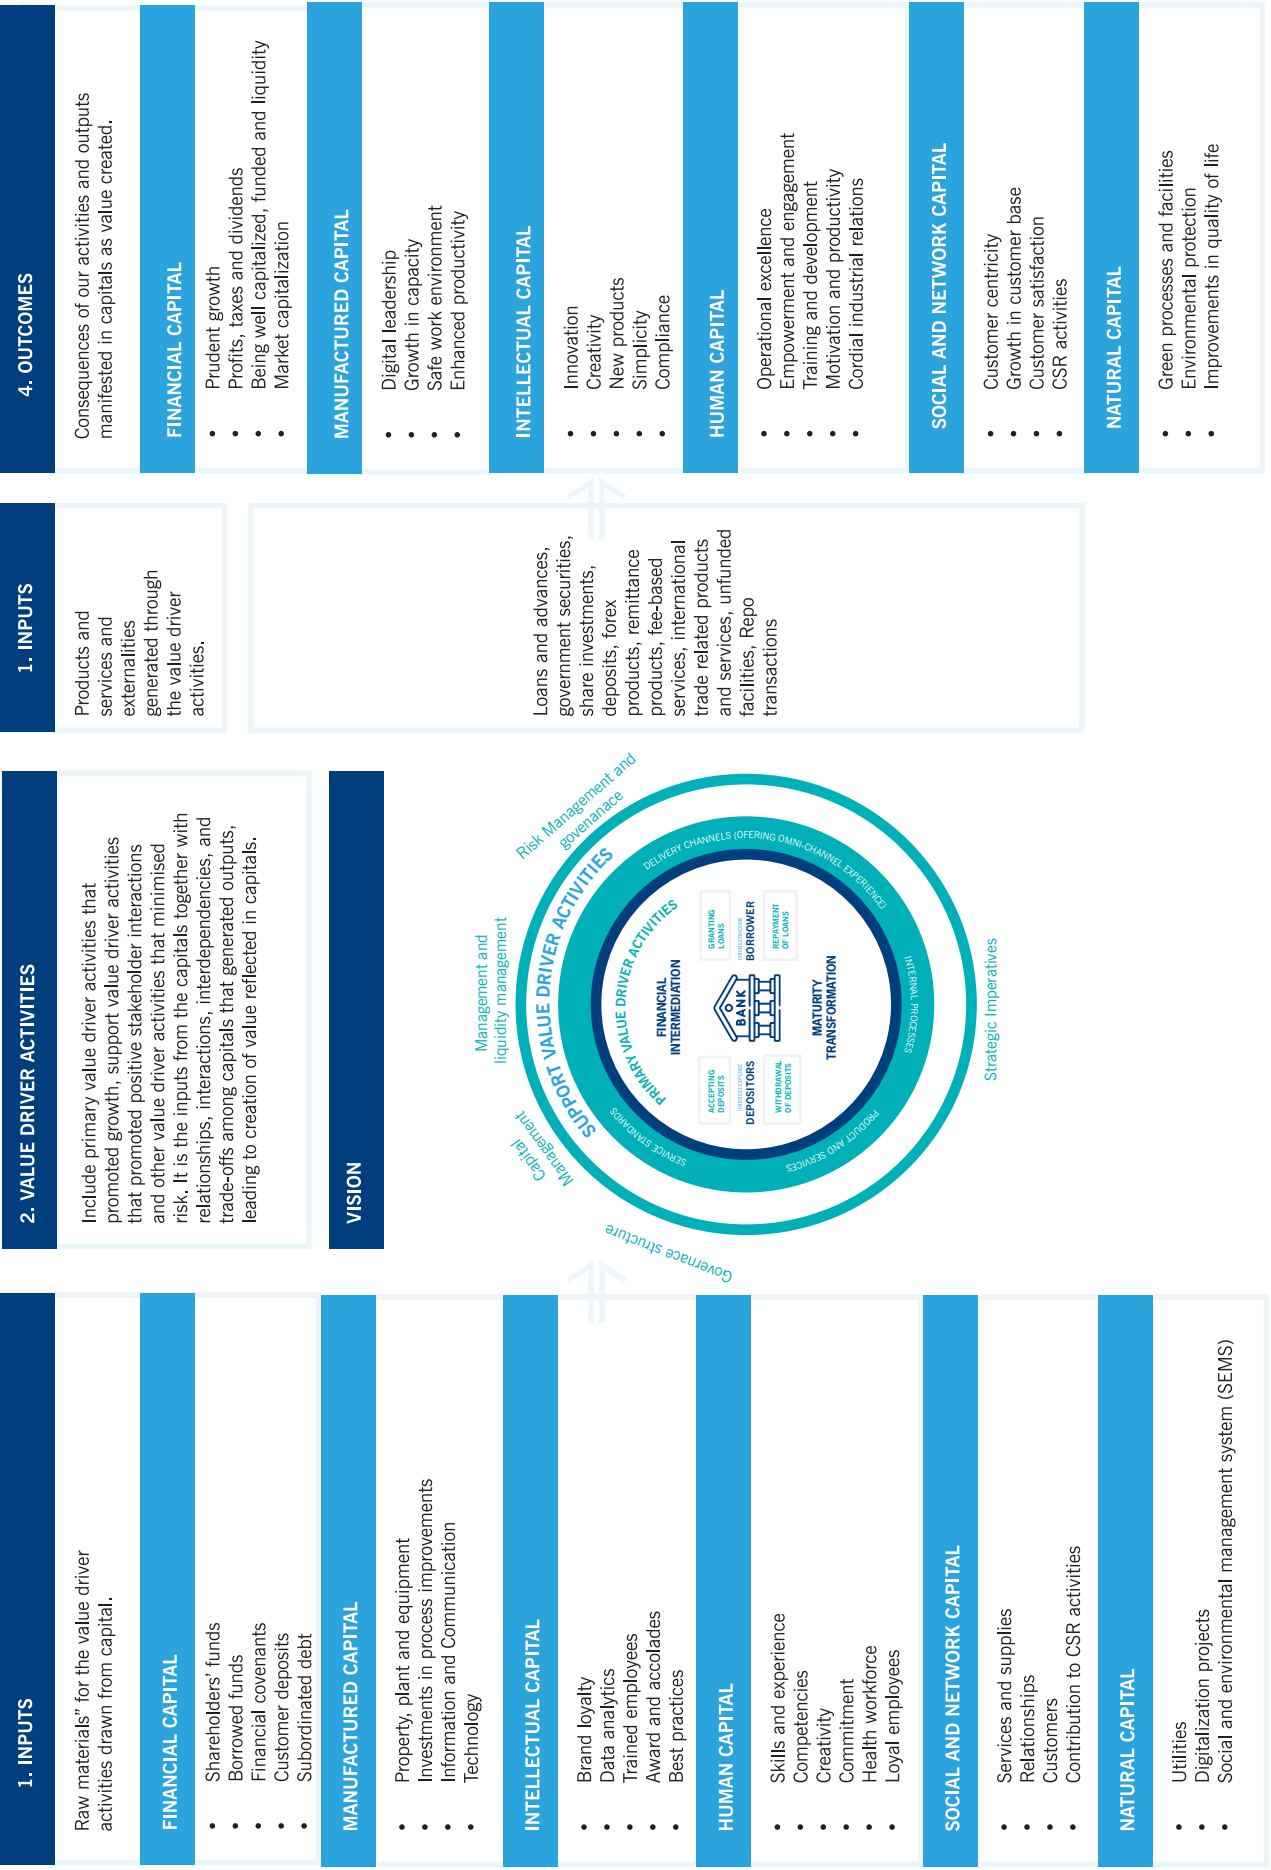 1. INPUTS
Raw materials” for the value driver
activities drawn from capital.
FINANCIAL CAPITAL
• Shareholders’ funds
• Borrowed funds
• Financial covenants
• Customer deposits
• Subordinated debt
MANUFACTURED CAPITAL
• Property, plant and equipment
• Investments in process improvements
• Information and Communication
• Technology
INTELLECTUAL CAPITAL
• Brand loyalty
• Data analytics
• Trained employees
• Award and accolades
• Best practices
HUMAN CAPITAL
• Skills and experience
• Competencies
• Creativity
• Commitment
• Health workforce
• Loyal employees
SOCIAL AND NETWORK CAPITAL
• Services and supplies
• Relationships
• Customers
• Contribution to CSR activities
NATURAL CAPITAL
• Utilities
• Digitalization projects
• Social and environmental management system (SEMS)
2. VALUE DRIVER ACTIVITIES
Include primary value driver activities that
promoted growth, support value driver activities
that promoted positive stakeholder interactions
and other value driver activities that minimised
risk. It is the inputs from the capitals together with
relationships, interactions, interdependencies, and
trade-offs among capitals that generated outputs,
leading to creation of value reflected in capitals.
VISION
Governace structure
Capital
Management
Management and
liquidity management
Risk Management and
govenanace
Strategic Imperatives
SUPPORT VALUE DRIVER ACTIVITIES
SERVICE STANDARDS
DELIVERY CHANNELS (OFERING OMNI-CHANNEL EXPERIENCE)
INTERNAL PROCESSES
PRODUCT AND SERVICES
PRIMARY VALUE DRIVER ACTIVITIES
FINANCIAL
INTERMEDIATION
ACCEPTING
DEPOSITS
INTEREST EXPENSE
DEPOSITORS
WITHDRAWAL
OF DEPOSITS
BANK
GRANTING
LOANS
INTEREST INCOME
BORROWER
REPAYMENT
OF LOANS
MATURITY
TRANSFORMATION
1. INPUTS
Products and
services and
externalities
generated through
the value driver
activities.
Loans and advances,
government securities,
share investments,
deposits, forex
products, remittance
products, fee-based
services, international
trade related products
and services, unfunded
facilities, Repo
transactions
4. OUTCOMES
Consequences of our activities and outputs
manifested in capitals as value created.
FINANCIAL CAPITAL
• Prudent growth
• Profits, taxes and dividends
• Being well capitalized, funded and liquidity
• Market capitalization
MANUFACTURED CAPITAL
• Digital leadership
• Growth in capacity
• Safe work environment
• Enhanced productivity
INTELLECTUAL CAPITAL
• Innovation
• Creativity
• New products
• Simplicity
• Compliance
HUMAN CAPITAL
• Operational excellence
• Empowerment and engagement
• Training and development
• Motivation and productivity
• Cordial industrial relations
SOCIAL AND NETWORK CAPITAL
• Customer centricity
• Growth in customer base
• Customer satisfaction
• CSR activities
NATURAL CAPITAL
• Green processes and facilities
• Environmental protection
• Improvements in quality of life